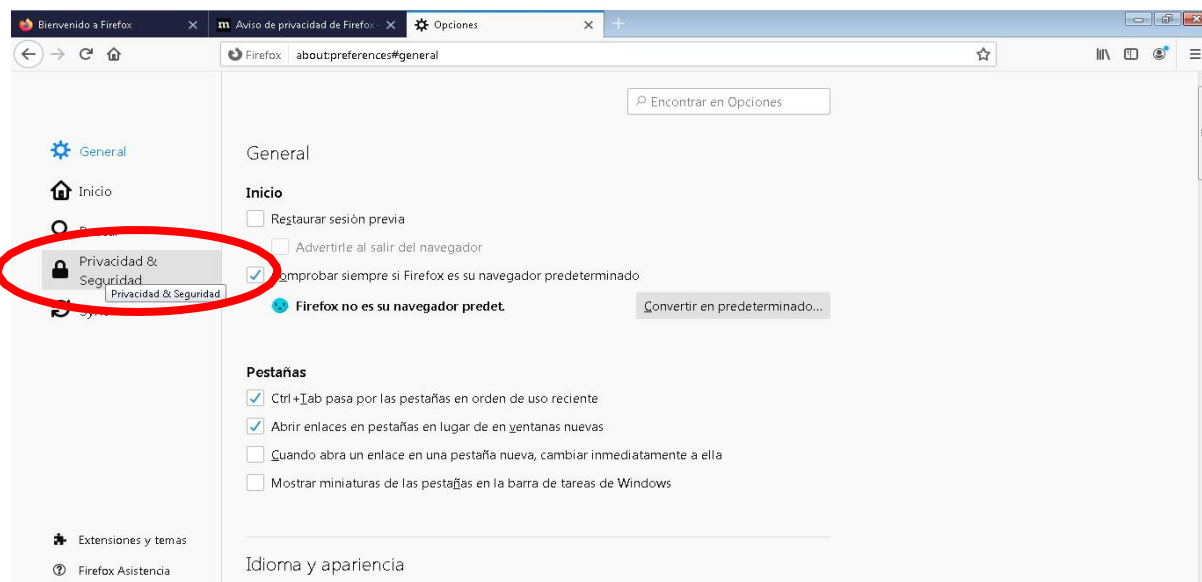 Bienvenido a Firefox
Aviso de privacidad de Firefox -
Opciones
Firefox
about:preferences#general
Encontrar en Opciones
General
Inicio
Privacidad &
Seguridad
Privacidad & Seguridad
Extensiones y temas
Firefox Asistencia
General
Inicio
Restaurar sesión previa
Advertirle al salir del navegador
Comprobar siempre si Firefox es su navegador predeterminado
Firefox no es su navegador predet.
Convertir en predeterminado...
Pestañas
Ctrl+Tab pasa por las pestañas en orden de uso reciente
Abrir enlaces en pestañas en lugar de en ventanas nuevas
Cuando abra un enlace en una pestaña nueva, cambiar inmediatamente a ella
Mostrar miniaturas de las pestañas en la barra de tareas de Windows
Idioma y apariencia